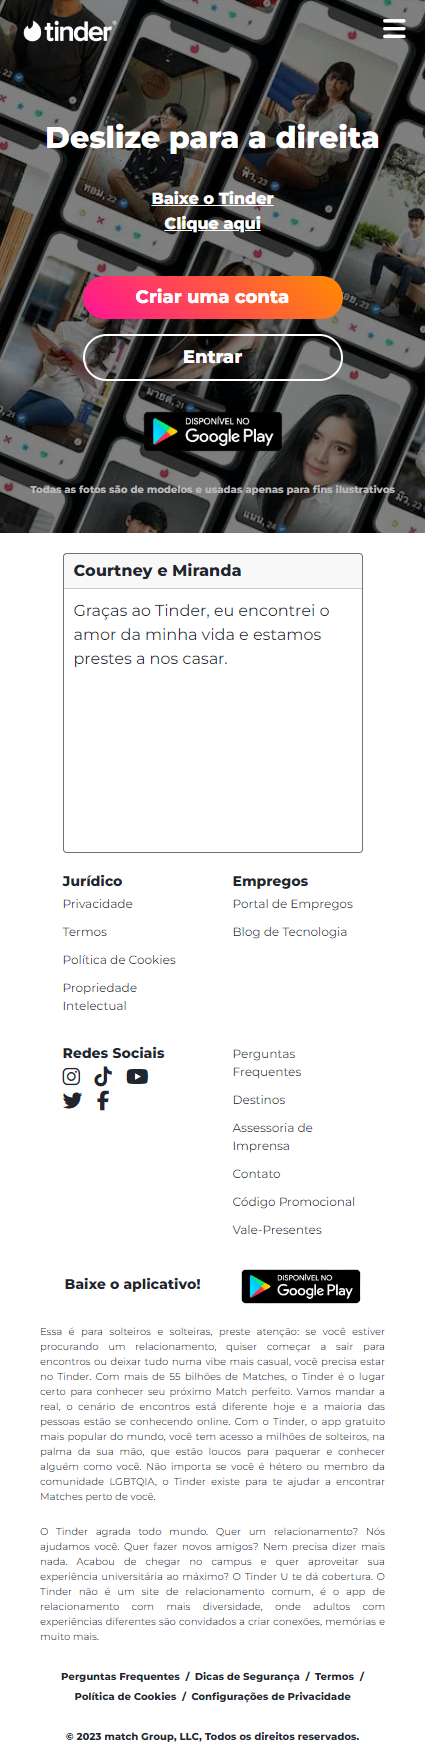 tinder
Deslize para a direita
Baixe o Tinder
Clique aqui
Criar uma conta
Entrar
DISPONÍVEL NO
Google Play
Todas as fotos são de modelos e usadas apenas para fins ilustrativos
Courtney e Miranda
Graças ao Tinder, eu encontrei o
amor da minha vida e estamos
prestes a nos casar.
Jurídico
Privacidade
Termos
Política de Cookies
Propriedade
Intelectual
Empregos
Portal de Empregos
Blog de Tecnologia
Redes Sociais
Perguntas
Frequentes
Destinos
Assessoria de
Imprensa
Contato
Código Promocional
Vale-Presentes
Baixe o aplicativo!
DISPONÍVEL NO
Google Play
Essa é para solteiros e solteiras, preste atenção: se você estiver
procurando um relacionamento, quiser começar a sair para
encontros ou deixar tudo numa vibe mais casual, você precisa estar
no Tinder. Com mais de 55 bilhões de Matches, o Tinder é o lugar
certo para conhecer seu próximo Match perfeito. Vamos mandar a
real, o cenário de encontros está diferente hoje e a maioria das
pessoas estão se conhecendo online. Com o Tinder, o app gratuito
mais popular do mundo, você tem acesso a milhões de solteiros, na
palma da sua mão, que estão loucos para paquerar e conhecer
alguém como você. Não importa se você é hétero ou membro da
comunidade LGBTQIA, o Tinder existe para te ajudar a encontrar
Matches perto de você.
O Tinder agrada todo mundo. Quer um relacionamento? Nós
ajudamos você. Quer fazer novos amigos? Nem precisa dizer mais
nada. Acabou de chegar no campus e quer aproveitar sua
experiência universitária ao máximo? O Tinder U te dá cobertura. O
Tinder não é um site de relacionamento comum, é o app de
relacionamento com mais diversidade, onde adultos com
experiências diferentes são convidados a criar conexões, memórias e
muito mais.
Perguntas Frequentes / Dicas de Segurança / Termos /
Política de Cookies / Configurações de Privacidade
© 2023 match Group, LLC, Todos os direitos reservados.